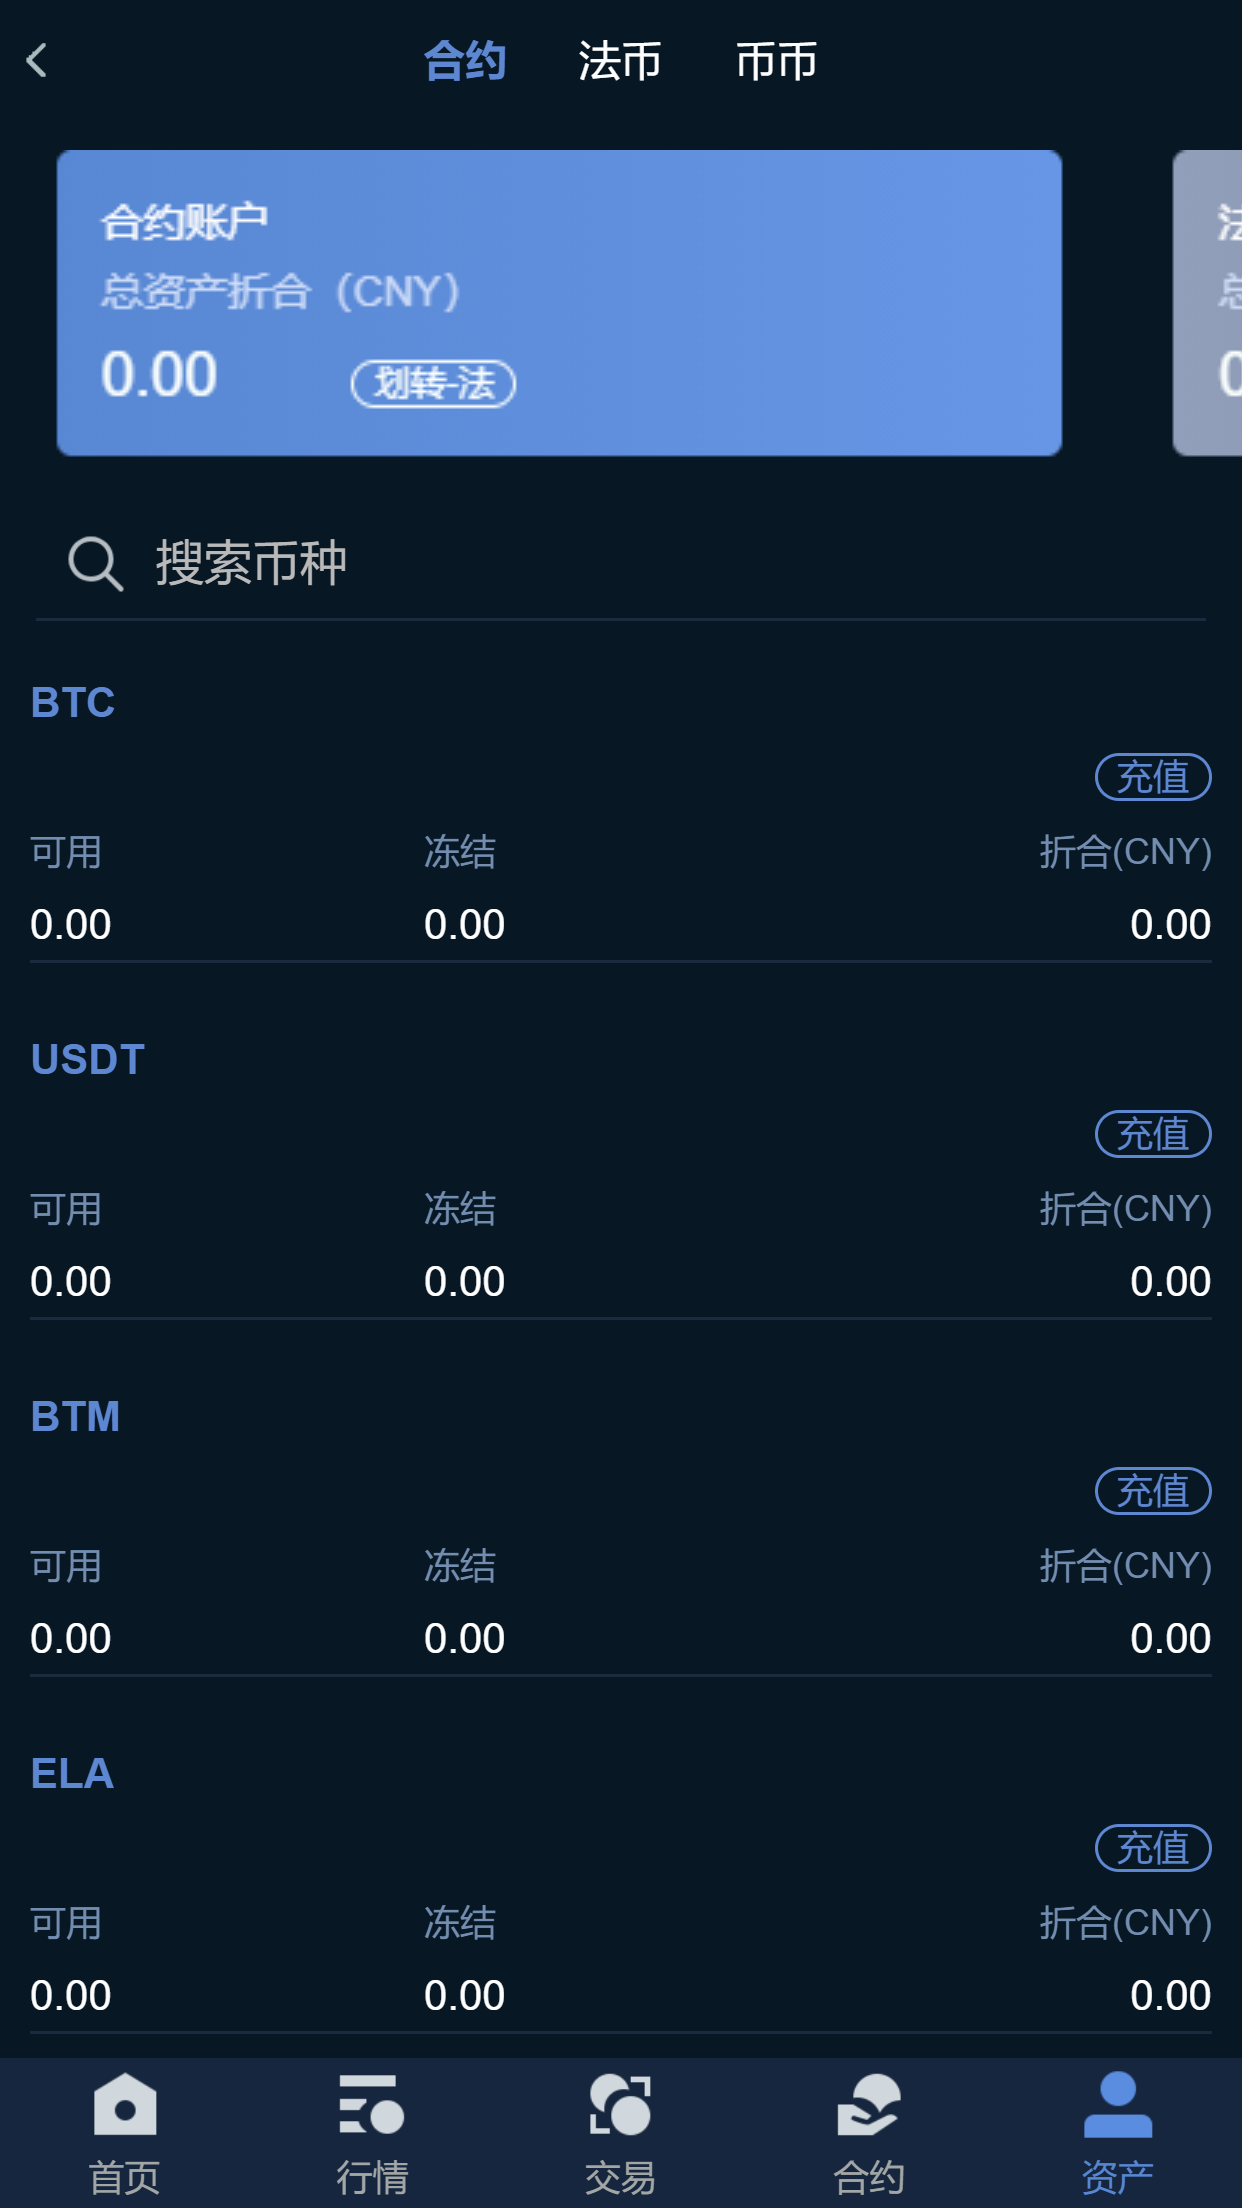 合约 法币 币币
合约账户
总资产折合（CNY）
0.00 划转-法
搜索币种
BTC
充值
可用 冻结 折合(CNY)
0.00 0.00 0.00
USDT
充值
可用 冻结 折合(CNY)
0.00 0.00 0.00
BTM
充值
可用 冻结 折合(CNY)
0.00 0.00 0.00
ELA
充值
可用 冻结 折合(CNY)
0.00 0.00 0.00
首页 行情 交易 合约 资产